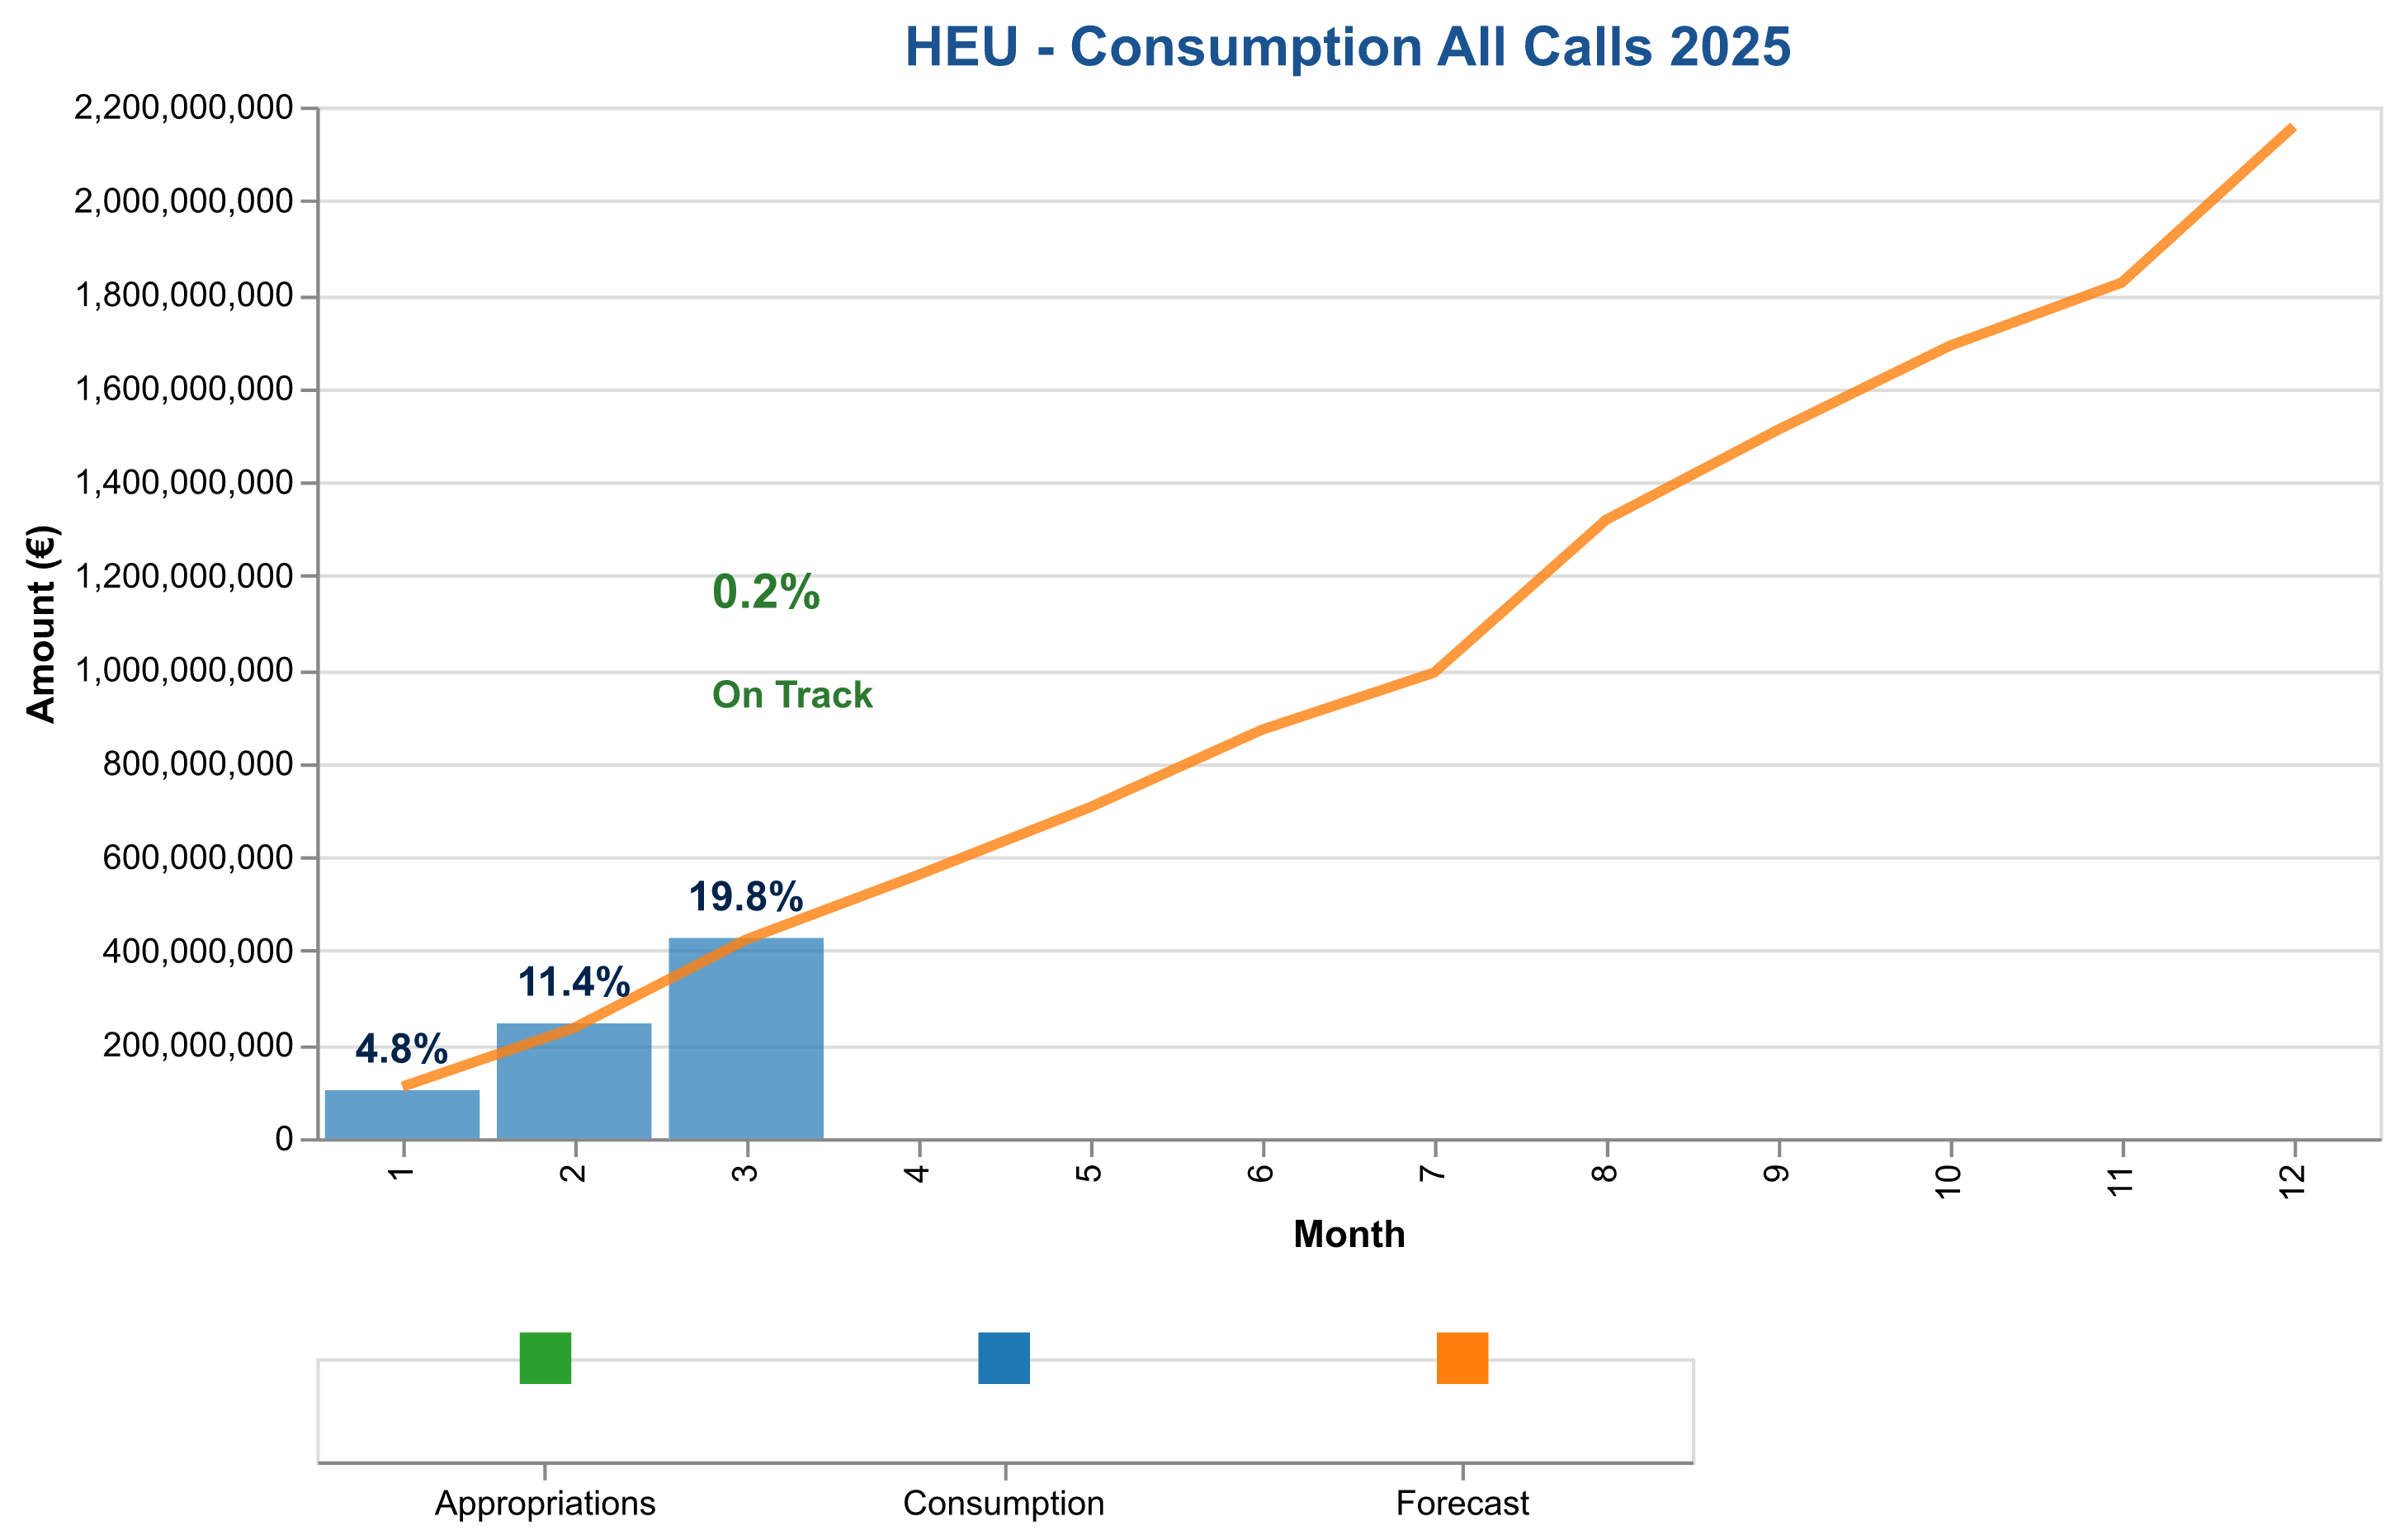 HEU - Consumption All Calls 2025
2,200,000,000
2,000,000,000
1,800,000,000
1,600,000,000
1,400,000,000
1,200,000,000
1,000,000,000
800,000,000
600,000,000
400,000,000
200,000,000
0
Amount (€)
0.2%
On Track
19.8%
11.4%
4.8%
1 2 3 4 5 6 7 8 9 10 11 12
Month
Appropriations Consumption Forecast